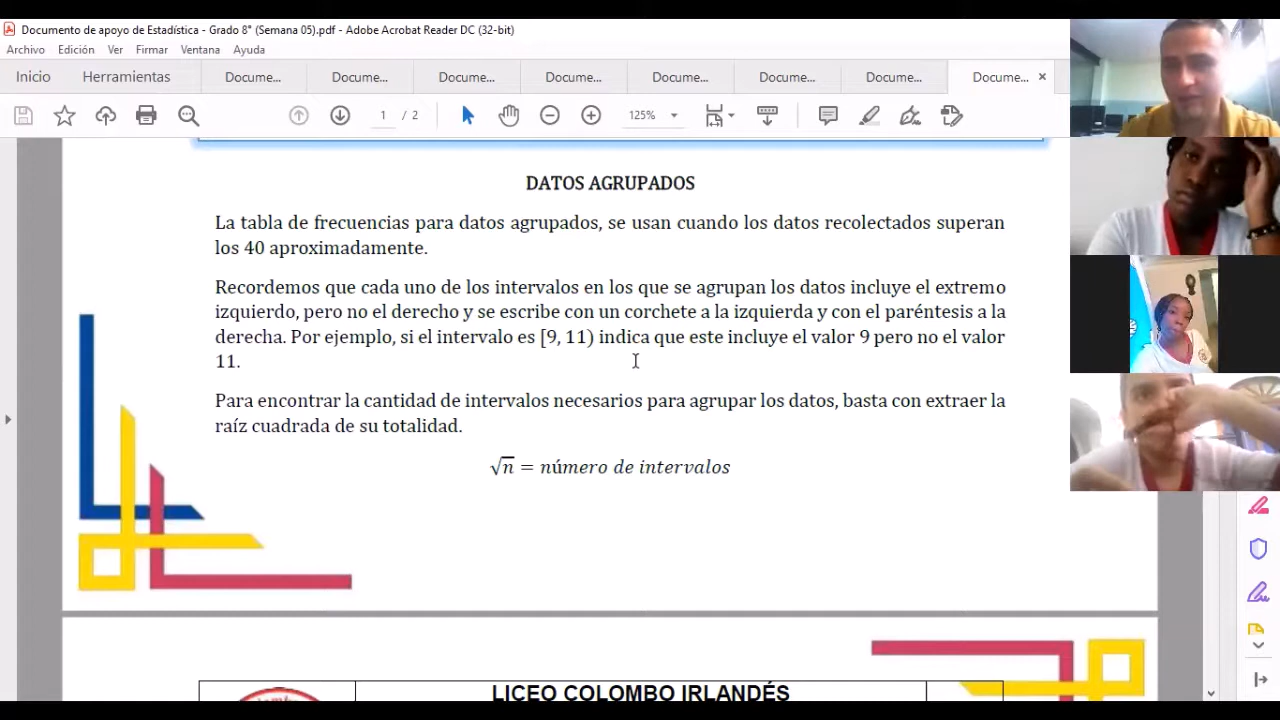 Documento de apoyo de Estadística - Grado 8° (Semana 05).pdf - Adobe Acrobat Reader DC (32-bit)
Archivo Edición Ver Firmar Ventana Ayuda
Inicio Herramientas Docume... Docume... Docume... Docume... Docume... Docume... Docume... Docume... ×
1 / 2 125%
DATOS AGRUPADOS
La tabla de frecuencias para datos agrupados, se usan cuando los datos recolectados superan
los 40 aproximadamente.
Recordemos que cada uno de los intervalos en los que se agrupan los datos incluye el extremo
izquierdo, pero no el derecho y se escribe con un corchete a la izquierda y con el paréntesis a la
derecha. Por ejemplo, si el intervalo es [9, 11) indica que este incluye el valor 9 pero no el valor
11.
Para encontrar la cantidad de intervalos necesarios para agrupar los datos, basta con extraer la
raíz cuadrada de su totalidad.
√n = número de intervalos
LICEO COLOMBO IRLANDÉS